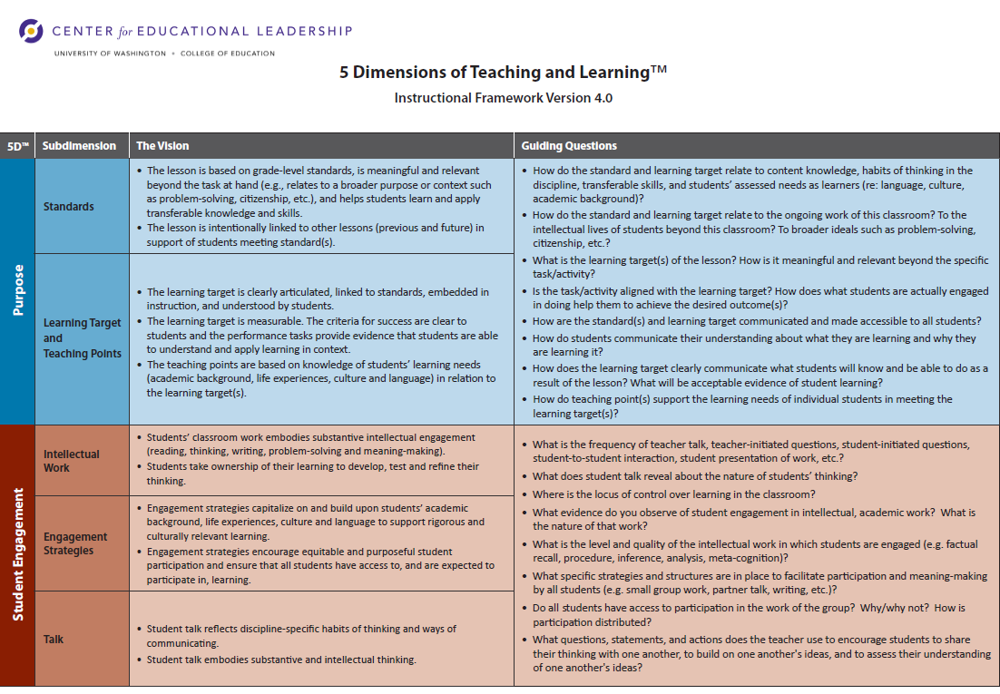 CENTER for EDUCATIONAL LEADERSHIP
UNIVERSITY OF WASHINGTON • COLLEGE OF EDUCATION
5 Dimensions of Teaching and Learning™
Instructional Framework Version 4.0
5D™
Subdimension
The Vision
Guiding Questions
Purpose
Standards
• The lesson is based on grade-level standards, is meaningful and relevant
beyond the task at hand (e.g., relates to a broader purpose or context such
as problem-solving, citizenship, etc.), and helps students learn and apply
transferable knowledge and skills.
• The lesson is intentionally linked to other lessons (previous and future) in
support of students meeting standard(s).
Learning Target
and
Teaching Points
• The learning target is clearly articulated, linked to standards, embedded in
instruction, and understood by students.
• The learning target is measurable. The criteria for success are clear to
students and the performance tasks provide evidence that students are able
to understand and apply learning in context.
• The teaching points are based on knowledge of students' learning needs
(academic background, life experiences, culture and language) in relation to
the learning target(s).
• How do the standard and learning target relate to content knowledge, habits of thinking in the
discipline, transferable skills, and students' assessed needs as learners (re: language, culture,
academic background)?
• How do the standard and learning target relate to the ongoing work of this classroom? To the
intellectual lives of students beyond this classroom? To broader ideals such as problem-solving,
citizenship, etc.?
• What is the learning target(s) of the lesson? How is it meaningful and relevant beyond the specific
task/activity?
• Is the task/activity aligned with the learning target? How does what students are actually engaged
in doing help them to achieve the desired outcome(s)?
• How are the standard(s) and learning target communicated and made accessible to all students?
• How do students communicate their understanding about what they are learning and why they
are learning it?
• How does the learning target clearly communicate what students will know and be able to do as a
result of the lesson? What will be acceptable evidence of student learning?
• How do teaching point(s) support the learning needs of individual students in meeting the
learning target(s)?
Student Engagement
Intellectual
Work
• Students' classroom work embodies substantive intellectual engagement
(reading, thinking, writing, problem-solving and meaning-making).
• Students take ownership of their learning to develop, test and refine their
thinking.
Engagement
Strategies
• Engagement strategies capitalize on and build upon students' academic
background, life experiences, culture and language to support rigorous and
culturally relevant learning.
• Engagement strategies encourage equitable and purposeful student
participation and ensure that all students have access to, and are expected to
participate in, learning.
Talk
• Student talk reflects discipline-specific habits of thinking and ways of
communicating.
• Student talk embodies substantive and intellectual thinking.
• What is the frequency of teacher talk, teacher-initiated questions, student-initiated questions,
student-to-student interaction, student presentation of work, etc.?
• What does student talk reveal about the nature of students' thinking?
• Where is the locus of control over learning in the classroom?
• What evidence do you observe of student engagement in intellectual, academic work? What is
the nature of that work?
• What is the level and quality of the intellectual work in which students are engaged (e.g. factual
recall, procedure, inference, analysis, meta-cognition)?
• What specific strategies and structures are in place to facilitate participation and meaning-making
by all students (e.g. small group work, partner talk, writing, etc.)?
• Do all students have access to participation in the work of the group? Why/why not? How is
participation distributed?
• What questions, statements, and actions does the teacher use to encourage students to share
their thinking with one another, to build on one another's ideas, and to assess their understanding
of one another's ideas?